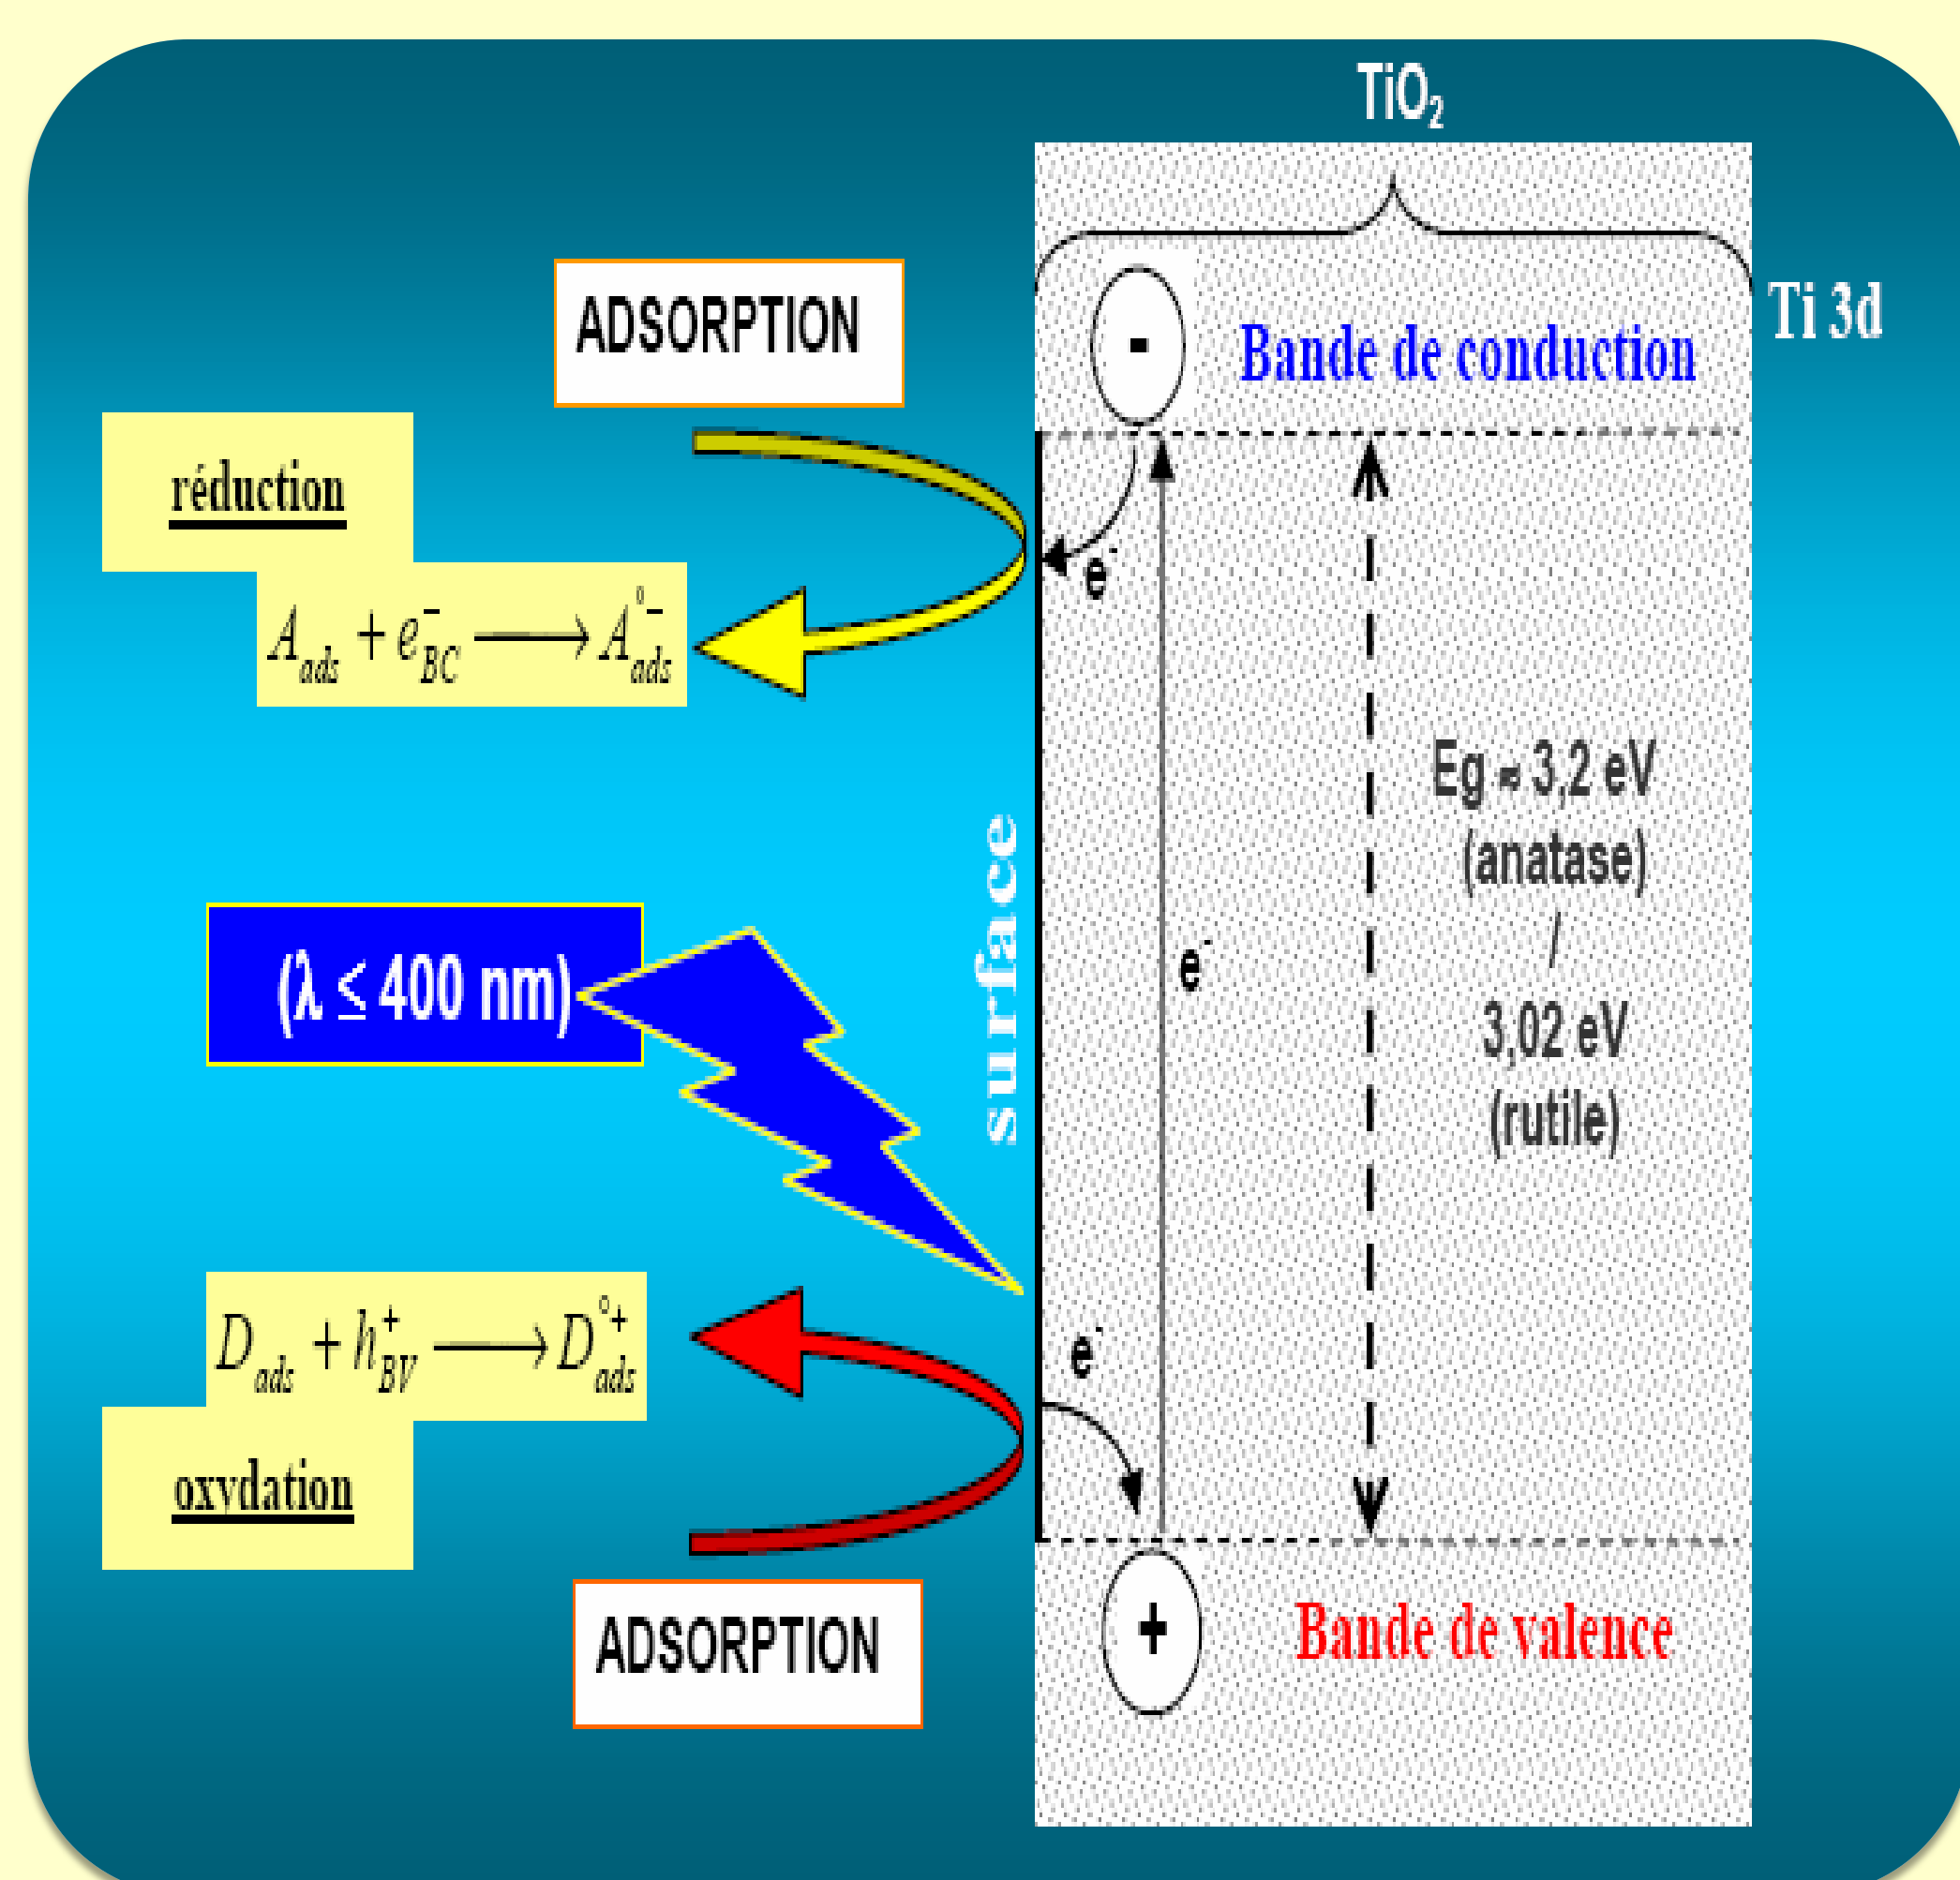 TiO₂
Ti 3d
ADSORPTION
- Bande de conduction
réduction
e⁻
A_ads + e⁻_BC ⟶ A°⁻_ads
Eg ≈ 3,2 eV
(anatase)
/
3,02 eV
(rutile)
surface
(λ ≤ 400 nm)
e⁻
e⁻
D_ads + h⁺_BV ⟶ D°⁺_ads
oxydation
+ Bande de valence
ADSORPTION